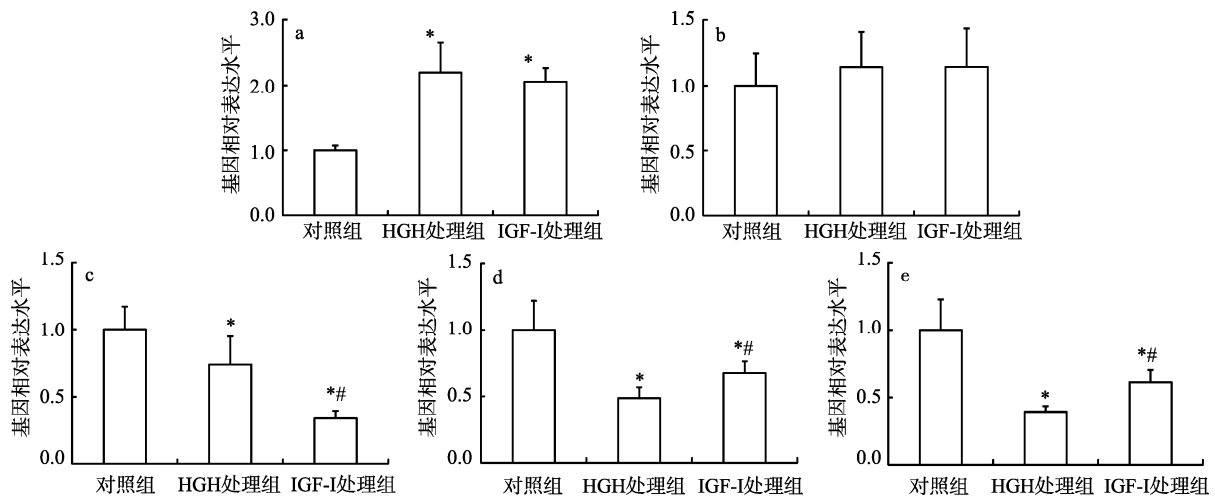 基因相对表达水平
3.0
2.0
1.0
0.0
a
*
*
对照组
HGH处理组
IGF-I处理组
基因相对表达水平
1.5
1.0
0.5
0.0
b
对照组
HGH处理组
IGF-I处理组
基因相对表达水平
1.5
1.0
0.5
0.0
c
*
*#
对照组
HGH处理组
IGF-I处理组
基因相对表达水平
1.5
1.0
0.5
0.0
d
*
*#
对照组
HGH处理组
IGF-I处理组
基因相对表达水平
1.5
1.0
0.5
0.0
e
*
*#
对照组
HGH处理组
IGF-I处理组